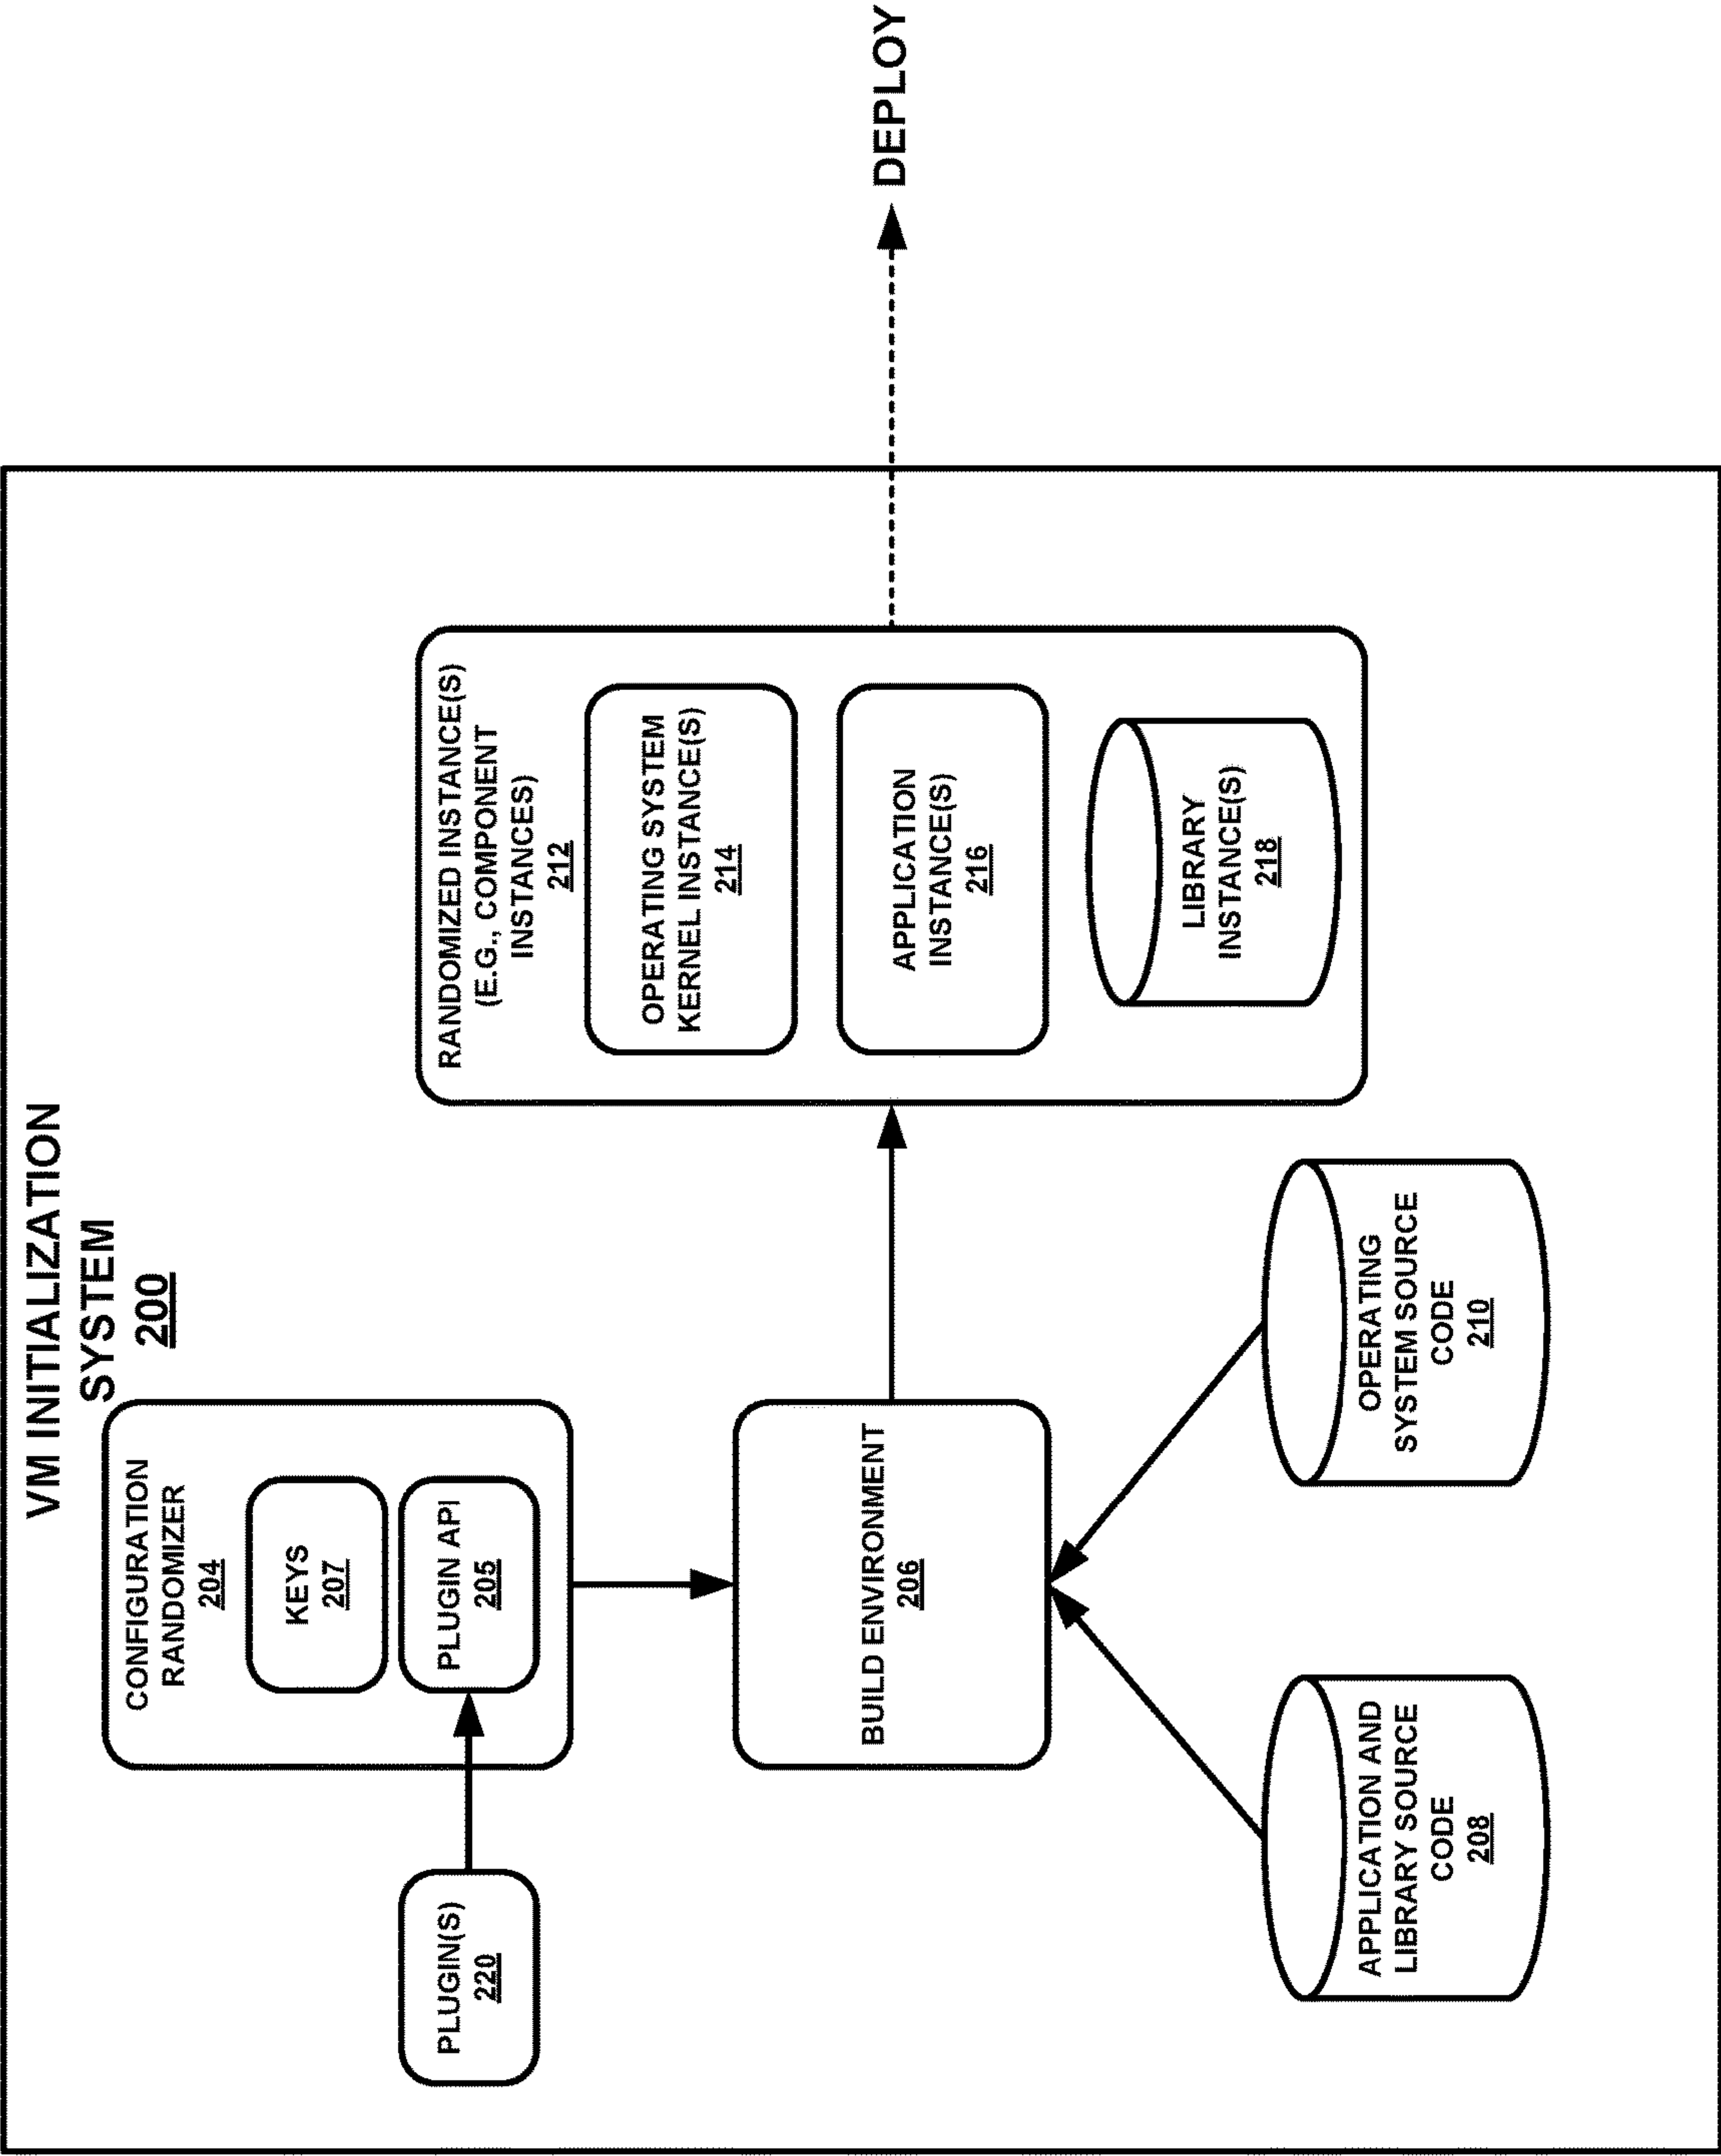 VM INITIALIZATION
SYSTEM
200
CONFIGURATION
RANDOMIZER
204
KEYS
207
PLUGIN API
205
PLUGIN(S)
220
BUILD ENVIRONMENT
206
APPLICATION AND
LIBRARY SOURCE
CODE
208
OPERATING
SYSTEM SOURCE
CODE
210
RANDOMIZED INSTANCE(S)
(E.G., COMPONENT
INSTANCES)
212
OPERATING SYSTEM
KERNEL INSTANCE(S)
214
APPLICATION
INSTANCE(S)
216
LIBRARY
INSTANCE(S)
218
DEPLOY